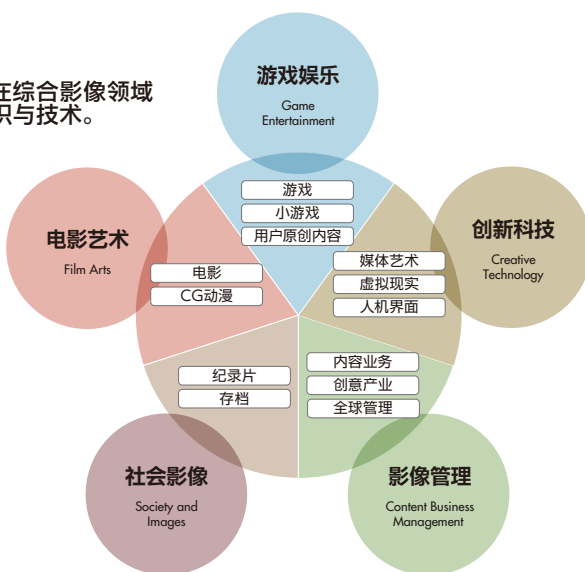 在综合影像领域
识与技术。
游戏娱乐
Game
Entertainment
游戏
小游戏
用户原创内容
电影艺术
Film Arts
电影
CG动漫
创新科技
Creative
Technology
媒体艺术
虚拟现实
人机界面
纪录片
存档
内容业务
创意产业
全球管理
社会影像
Society and
Images
影像管理
Content Business
Management